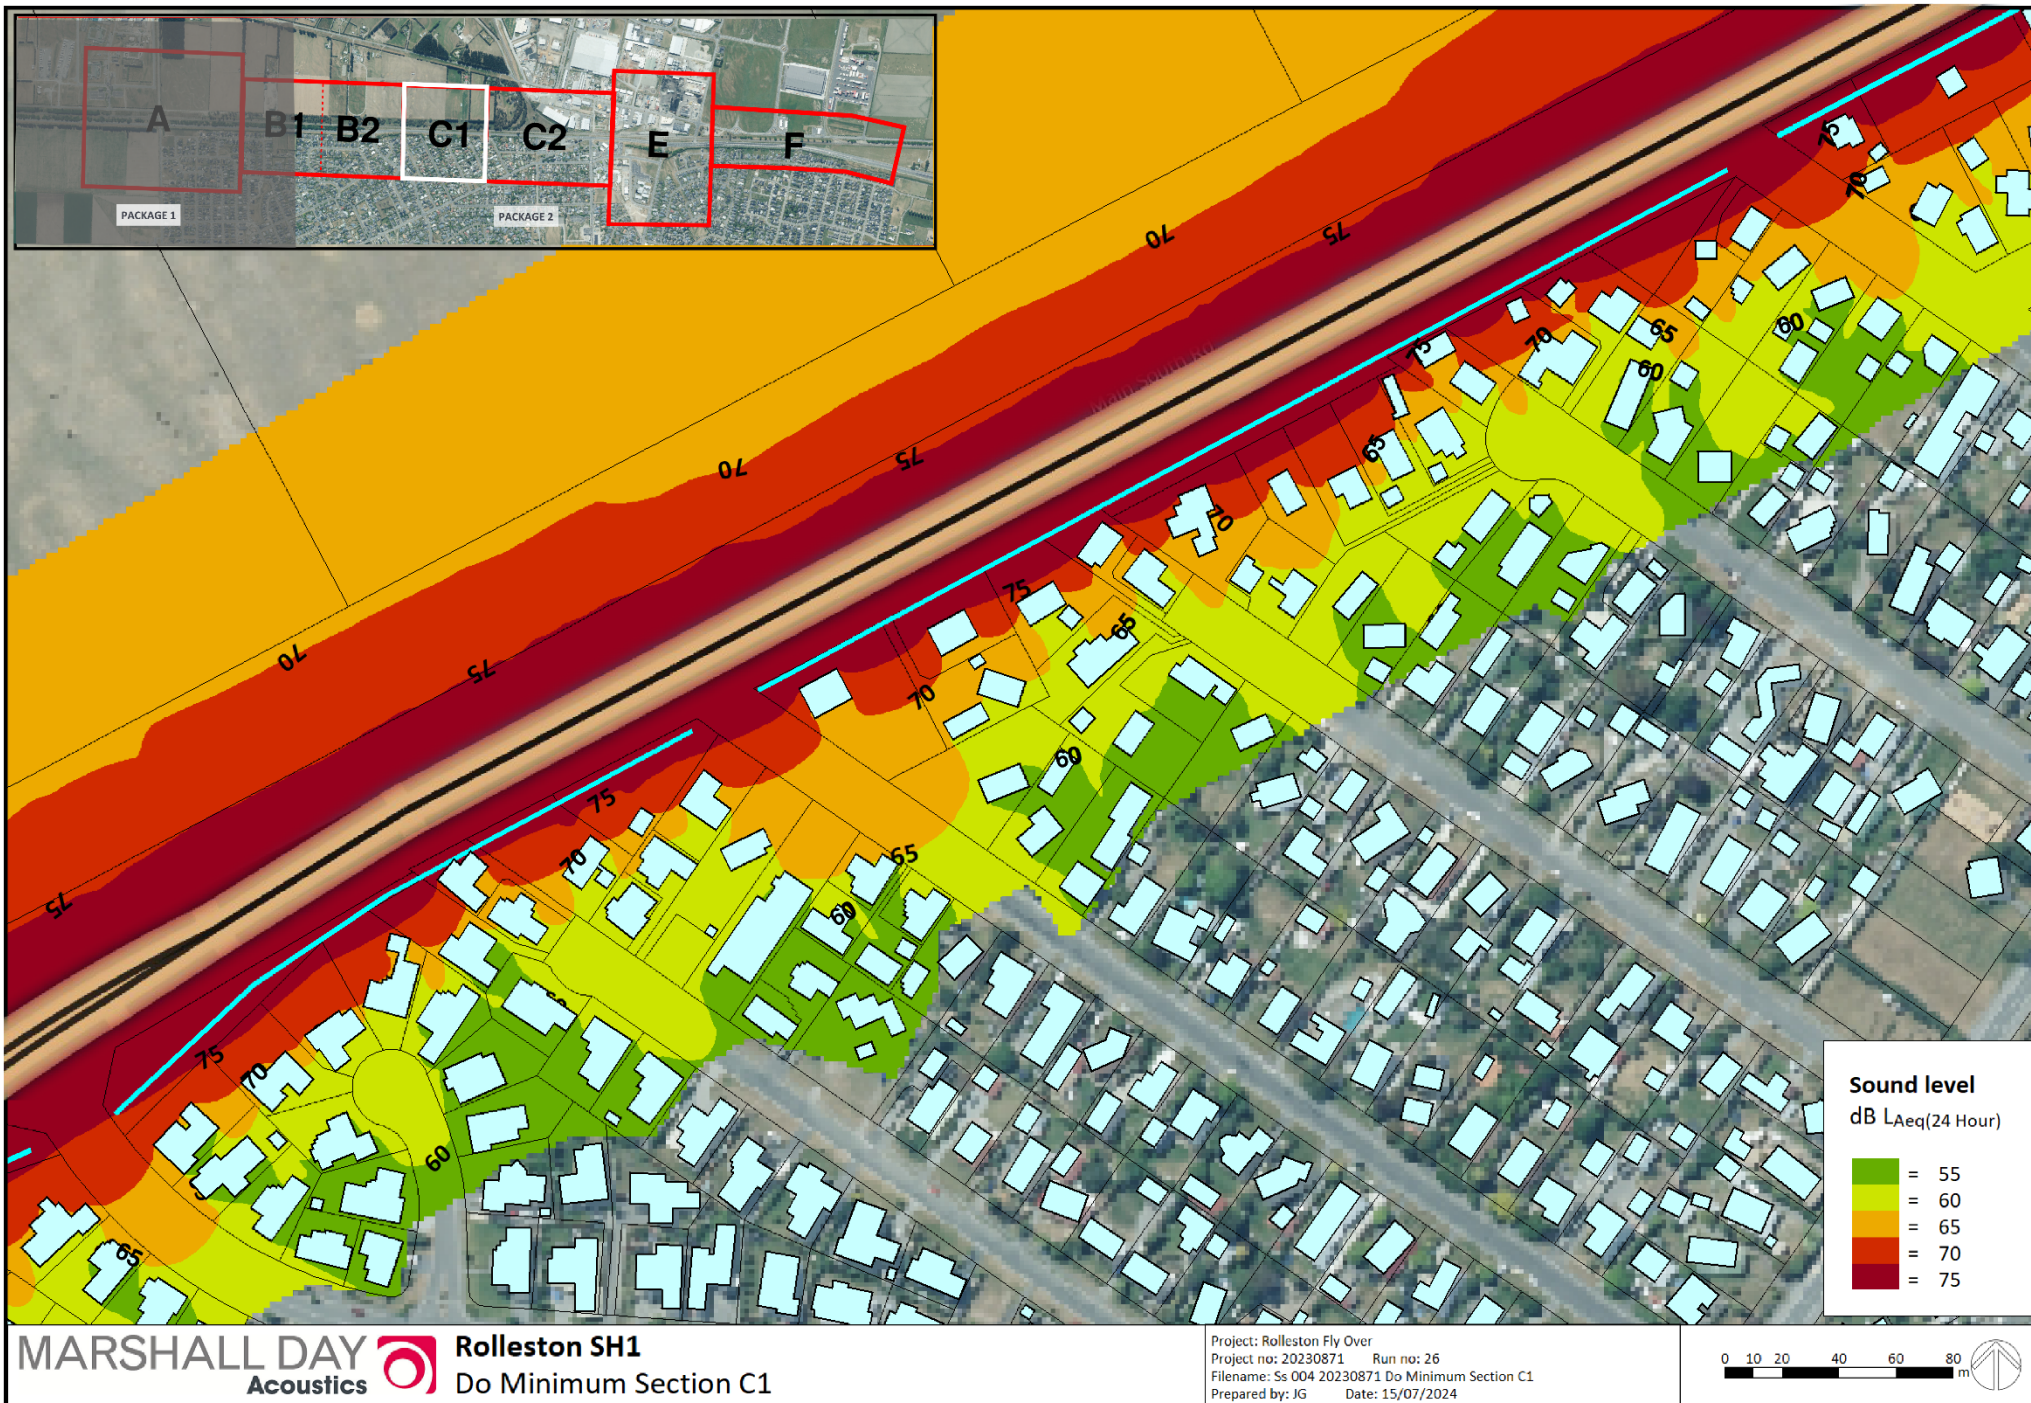 A
B1
B2
C1
C2
E
F
PACKAGE 1
PACKAGE 2
75
70
70
75
60
65
60
70
75
Main South Rd
65
70
75
70
75
70
65
75
70
60
70
75
75
70
65
60
75
75
70
60
65
Sound level
dB LAeq(24 Hour)
= 55
= 60
= 65
= 70
= 75
MARSHALL DAY
Acoustics
Rolleston SH1
Do Minimum Section C1
Project: Rolleston Fly Over
Project no: 20230871 Run no: 26
Filename: Ss 004 20230871 Do Minimum Section C1
Prepared by: JG Date: 15/07/2024
0 10 20 40 60 80
m